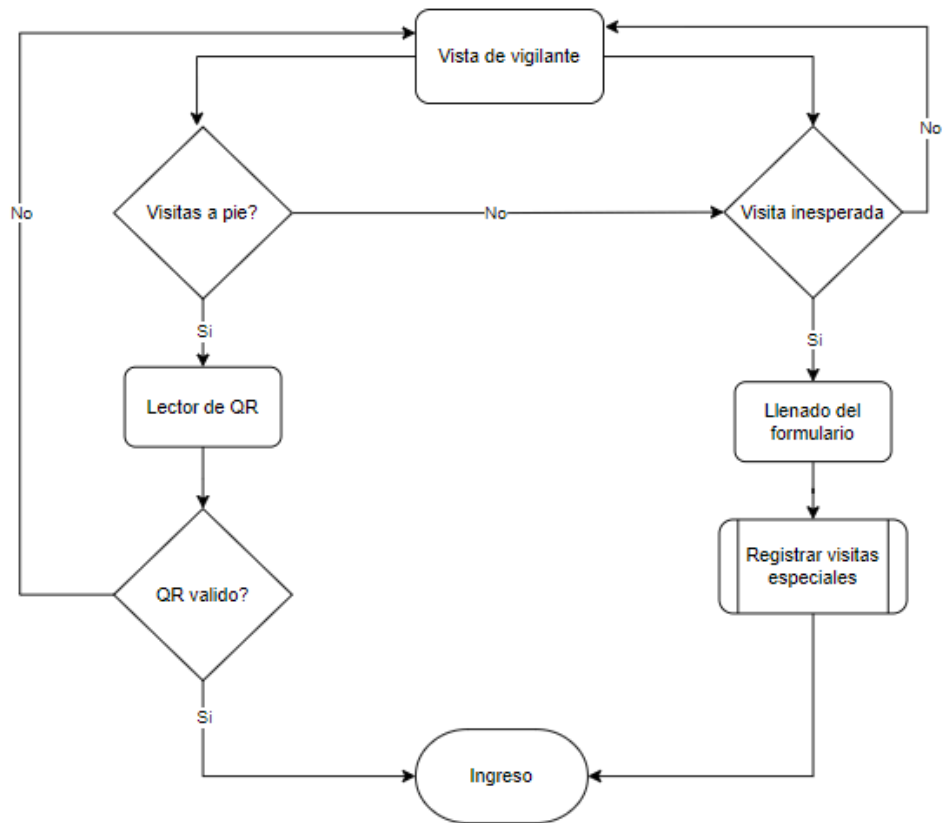 Vista de vigilante
No
No
Visitas a pie?
No
Visita inesperada
Si
Si
Lector de QR
Llenado del
formulario
QR valido?
Registrar visitas
especiales
Si
Ingreso